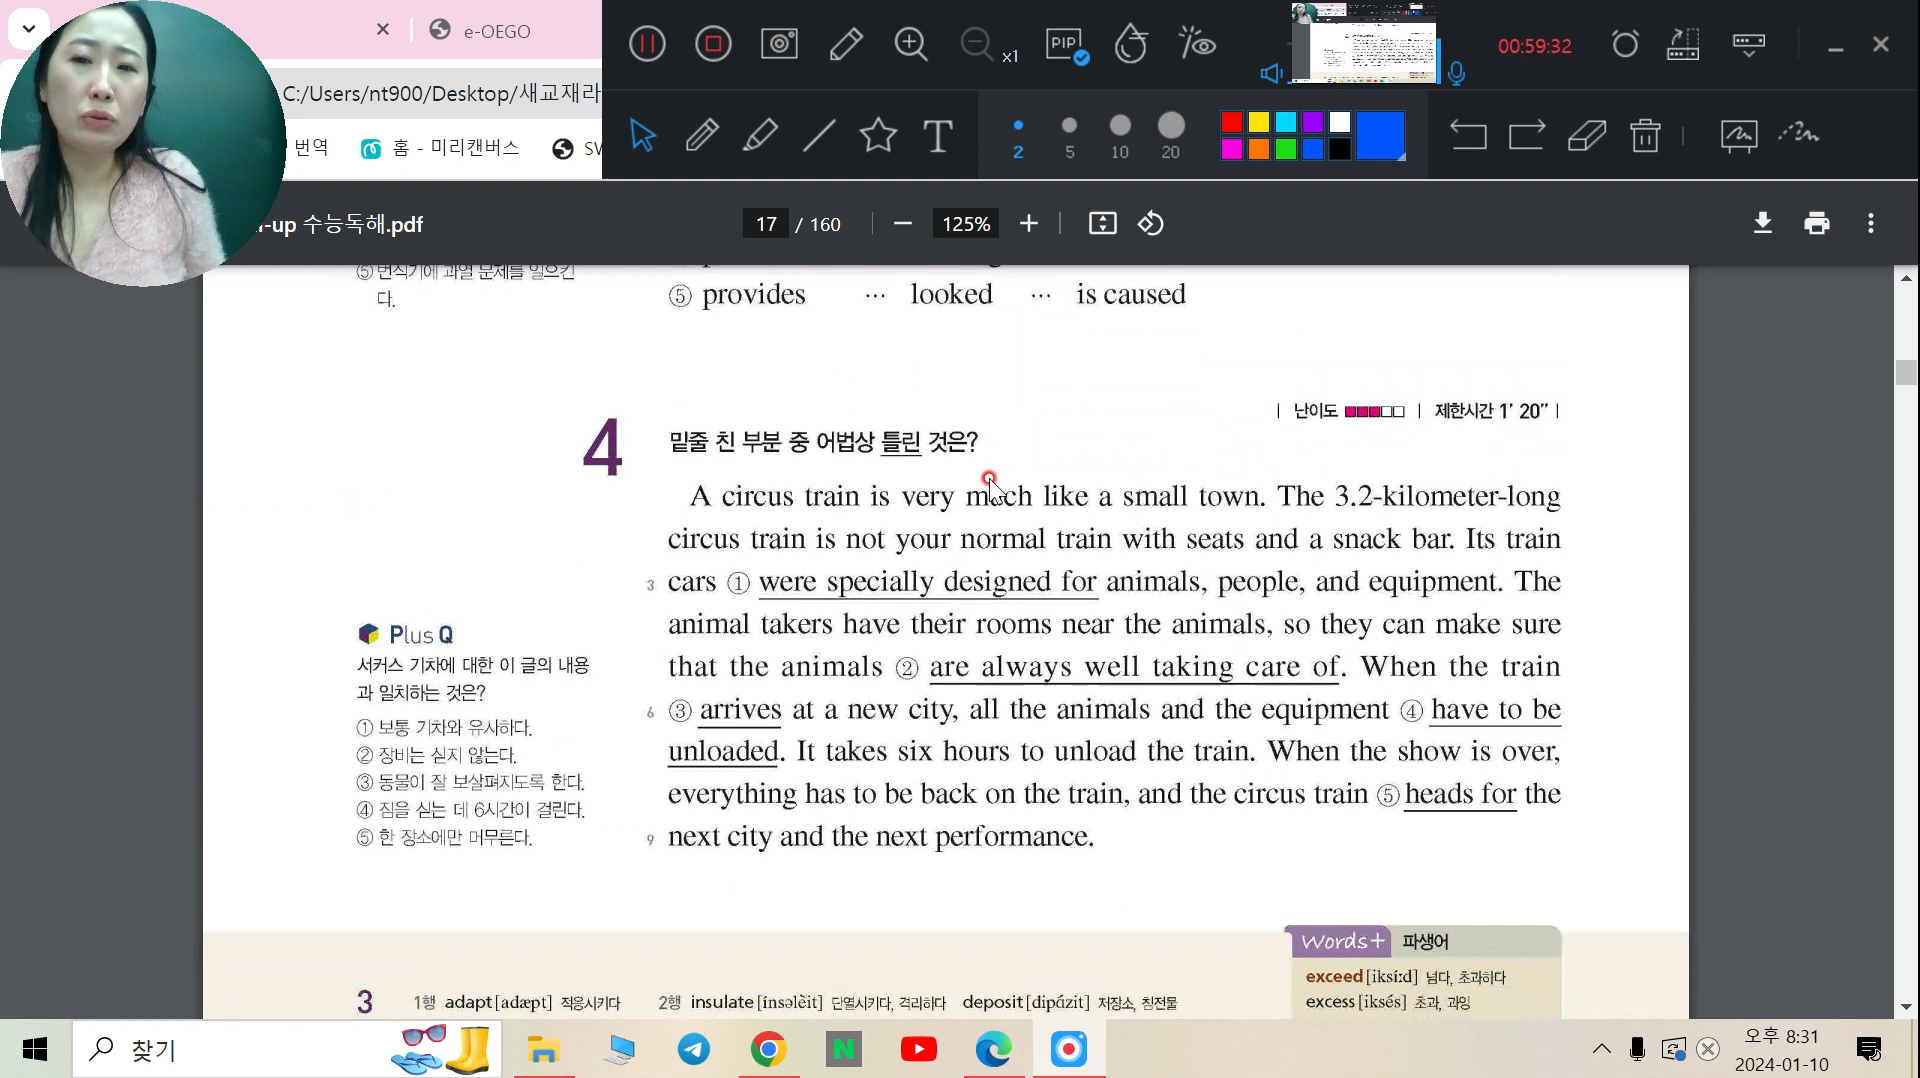 e-OEGO
x1
PIP
00:59:32
C:/Users/nt900/Desktop/새교재라
번역
홈 - 미리캔버스
T
2
5
10
20
-up 수능독해.pdf
17 / 160
125%
⑤ 번식기에 과열 문제를 일으킨
다.
⑤ provides ··· looked ··· is caused
| 난이도 | 제한시간 1’ 20” |
4
밑줄 친 부분 중 어법상 틀린 것은?
A circus train is very much like a small town. The 3.2-kilometer-long
circus train is not your normal train with seats and a snack bar. Its train
3 cars ① were specially designed for animals, people, and equipment. The
animal takers have their rooms near the animals, so they can make sure
that the animals ② are always well taking care of. When the train
6 ③ arrives at a new city, all the animals and the equipment ④ have to be
unloaded. It takes six hours to unload the train. When the show is over,
everything has to be back on the train, and the circus train ⑤ heads for the
9 next city and the next performance.
Plus Q
서커스 기차에 대한 이 글의 내용
과 일치하는 것은?
① 보통 기차와 유사하다.
② 장비는 싣지 않는다.
③ 동물이 잘 보살펴지도록 한다.
④ 짐을 싣는 데 6시간이 걸린다.
⑤ 한 장소에만 머무른다.
Words+ 파생어
exceed [iksíːd] 넘다, 초과하다
excess [iksés] 초과, 과잉
3 1행 adapt [ədæpt] 적응시키다 2행 insulate [ínsəlèit] 단열시키다, 격리하다 deposit [dipázit] 저장소, 침전물
찾기
N
오후 8:31
2024-01-10